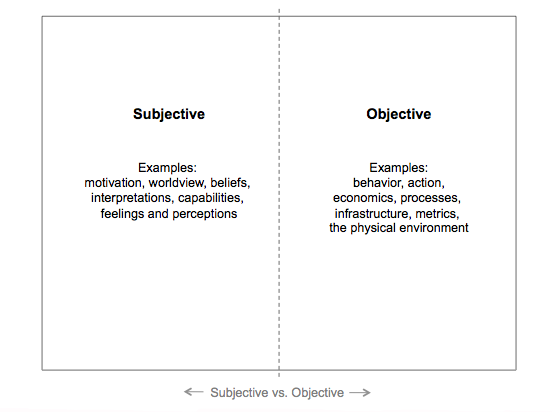 Subjective
Examples:
motivation, worldview, beliefs,
interpretations, capabilities,
feelings and perceptions
Objective
Examples:
behavior, action,
economics, processes,
infrastructure, metrics,
the physical environment
Subjective vs. Objective